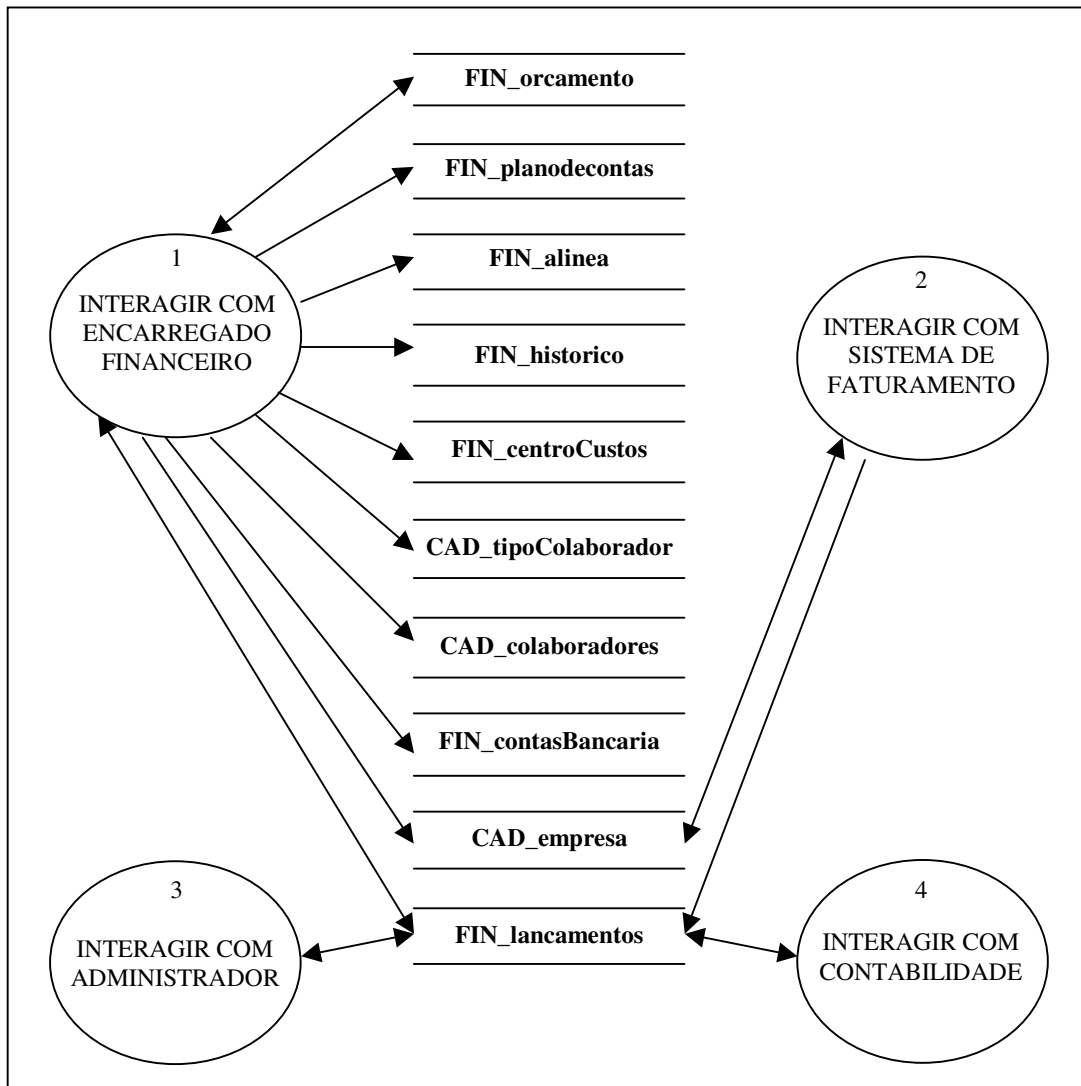 FIN_orcamento
FIN_planodecontas
FIN_alinea
FIN_historico
FIN_centroCustos
CAD_tipoColaborador
CAD_colaboradores
FIN_contasBancaria
CAD_empresa
FIN_lancamentos
1
INTERAGIR COM
ENCARREGADO
FINANCEIRO
2
INTERAGIR COM
SISTEMA DE
FATURAMENTO
3
INTERAGIR COM
ADMINISTRADOR
4
INTERAGIR COM
CONTABILIDADE